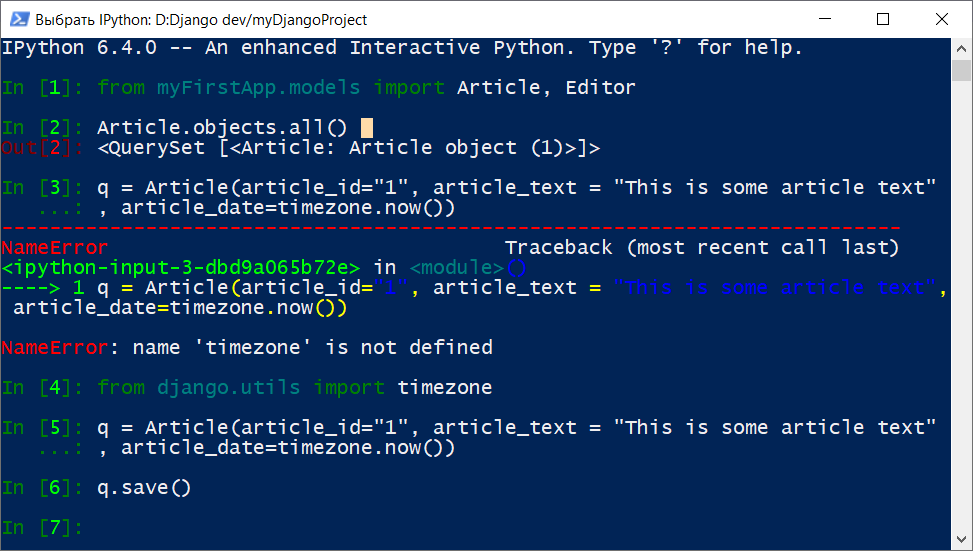 Выбрать IPython: D:Django dev/myDjangoProject
IPython 6.4.0 -- An enhanced Interactive Python. Type '?' for help.
In [1]: from myFirstApp.models import Article, Editor
In [2]: Article.objects.all()
Out[2]: <QuerySet [<Article: Article object (1)>]>
In [3]: q = Article(article_id="1", article_text = "This is some article text"
   ...: , article_date=timezone.now())
---------------------------------------------------------------------------
NameError                                 Traceback (most recent call last)
<ipython-input-3-dbd9a065b72e> in <module>()
----> 1 q = Article(article_id="1", article_text = "This is some article text",
 article_date=timezone.now())
NameError: name 'timezone' is not defined
In [4]: from django.utils import timezone
In [5]: q = Article(article_id="1", article_text = "This is some article text"
   ...: , article_date=timezone.now())
In [6]: q.save()
In [7]: